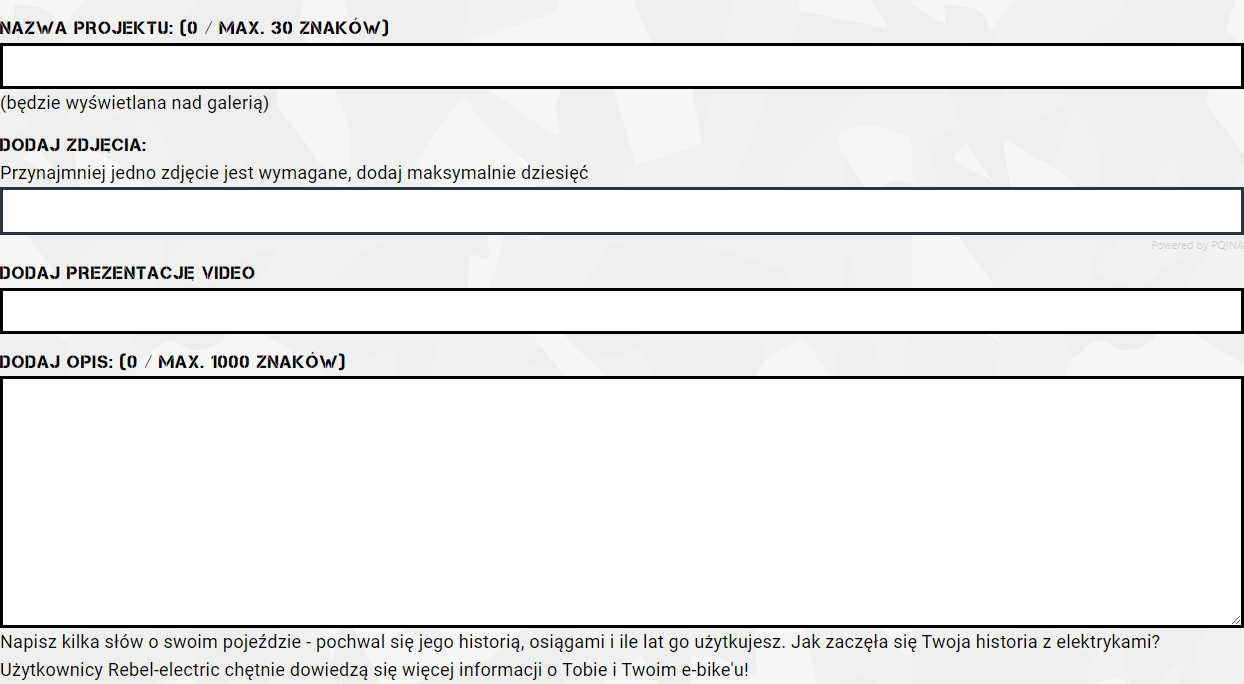 NAZWA PROJEKTU: (0 / MAX. 30 ZNAKÓW)
(będzie wyświetlana nad galerią)
DODAJ ZDJĘCIA:
Przynajmniej jedno zdjęcie jest wymagane, dodaj maksymalnie dziesięć
Powered by PQINA
DODAJ PREZENTACJĘ VIDEO
DODAJ OPIS: (0 / MAX. 1000 ZNAKÓW)
Napisz kilka słów o swoim pojeździe - pochwal się jego historią, osiągami i ile lat go użytkujesz. Jak zaczęła się Twoja historia z elektrykami?
Użytkownicy Rebel-electric chętnie dowiedzą się więcej informacji o Tobie i Twoim e-bike'u!